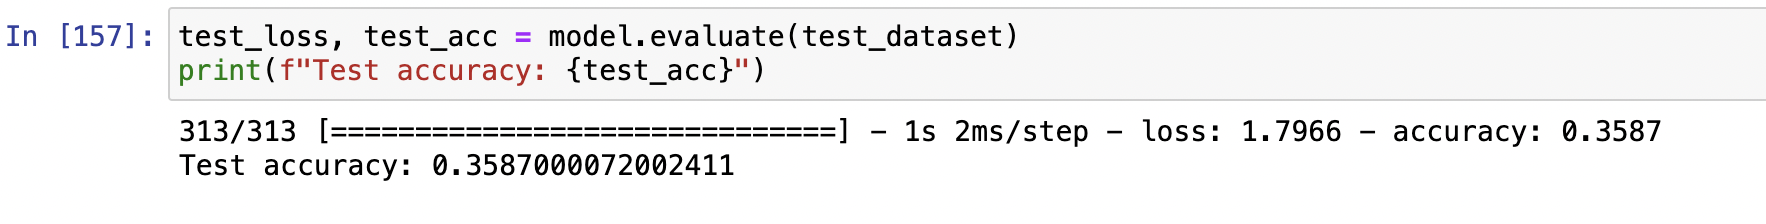 In [157]: test_loss, test_acc = model.evaluate(test_dataset)
print(f"Test accuracy: {test_acc}")
313/313 [==============================] - 1s 2ms/step - loss: 1.7966 - accuracy: 0.3587
Test accuracy: 0.3587000072002411